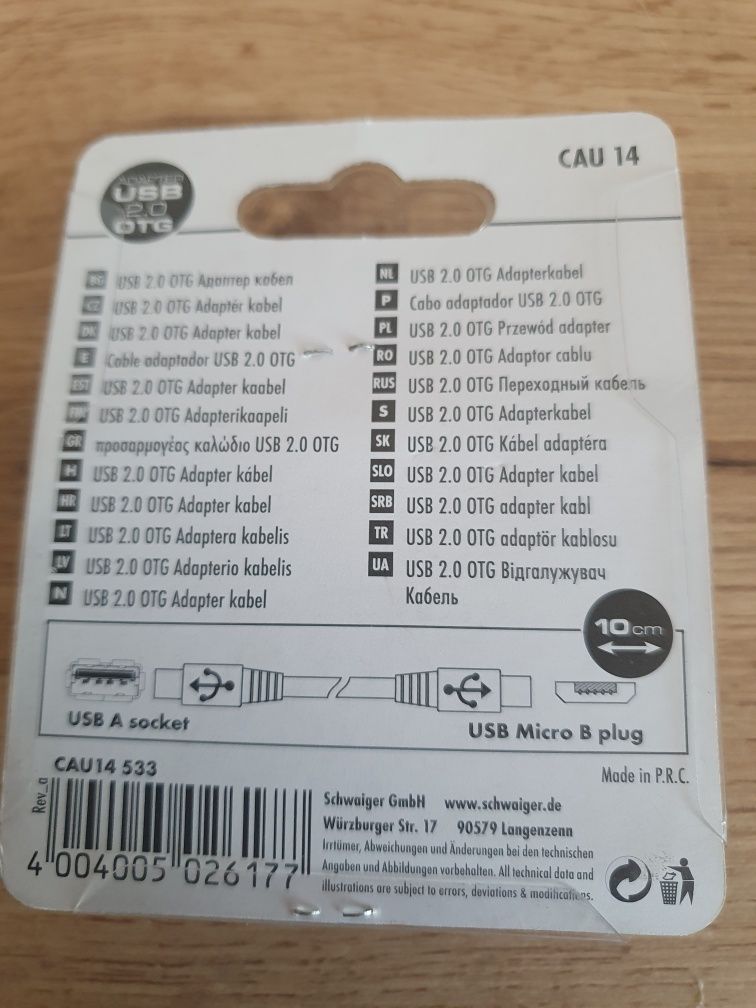 CAU 14
ADAPTER
USB
2.0
OTG
BG USB 2.0 OTG Адаптер кабел
CZ USB 2.0 OTG Adaptér kabel
DK USB 2.0 OTG Adapter kabel
E Cable adaptador USB 2.0 OTG
EST USB 2.0 OTG Adapter kaabel
FIN USB 2.0 OTG Adapterikaapeli
GR προσαρμογέας καλώδιο USB 2.0 OTG
H USB 2.0 OTG Adapter kábel
HR USB 2.0 OTG Adapter kabel
LT USB 2.0 OTG Adaptera kabelis
LV USB 2.0 OTG Adapterio kabelis
N USB 2.0 OTG Adapter kabel
NL USB 2.0 OTG Adapterkabel
P Cabo adaptador USB 2.0 OTG
PL USB 2.0 OTG Przewód adapter
RO USB 2.0 OTG Adaptor cablu
RUS USB 2.0 OTG Переходный кабель
S USB 2.0 OTG Adapterkabel
SK USB 2.0 OTG Kábel adaptéra
SLO USB 2.0 OTG Adapter kabel
SRB USB 2.0 OTG adapter kabl
TR USB 2.0 OTG adaptör kablosu
UA USB 2.0 OTG Відгалужувач
Кабель
10cm
USB A socket
USB Micro B plug
CAU14 533
Made in P.R.C.
Rev_a
4 004005 026177
Schwaiger GmbH www.schwaiger.de
Würzburger Str. 17 90579 Langenzenn
Irrtümer, Abweichungen und Änderungen bei den technischen
Angaben und Abbildungen vorbehalten. All technical data and
illustrations are subject to errors, deviations & modifications.